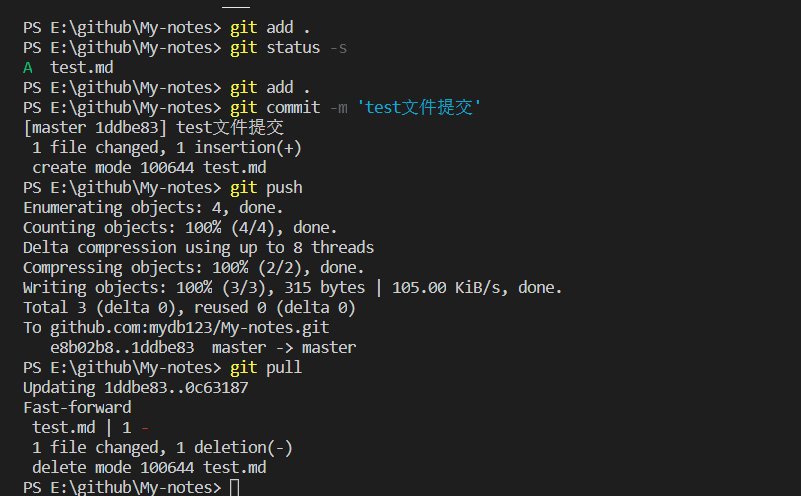 PS E:\github\My-notes> git add .
PS E:\github\My-notes> git status -s
A  test.md
PS E:\github\My-notes> git add .
PS E:\github\My-notes> git commit -m 'test文件提交'
[master 1ddbe83] test文件提交
 1 file changed, 1 insertion(+)
 create mode 100644 test.md
PS E:\github\My-notes> git push
Enumerating objects: 4, done.
Counting objects: 100% (4/4), done.
Delta compression using up to 8 threads
Compressing objects: 100% (2/2), done.
Writing objects: 100% (3/3), 315 bytes | 105.00 KiB/s, done.
Total 3 (delta 0), reused 0 (delta 0)
To github.com:mydb123/My-notes.git
   e8b02b8..1ddbe83  master -> master
PS E:\github\My-notes> git pull
Updating 1ddbe83..0c63187
Fast-forward
 test.md | 1 -
 1 file changed, 1 deletion(-)
 delete mode 100644 test.md
PS E:\github\My-notes>